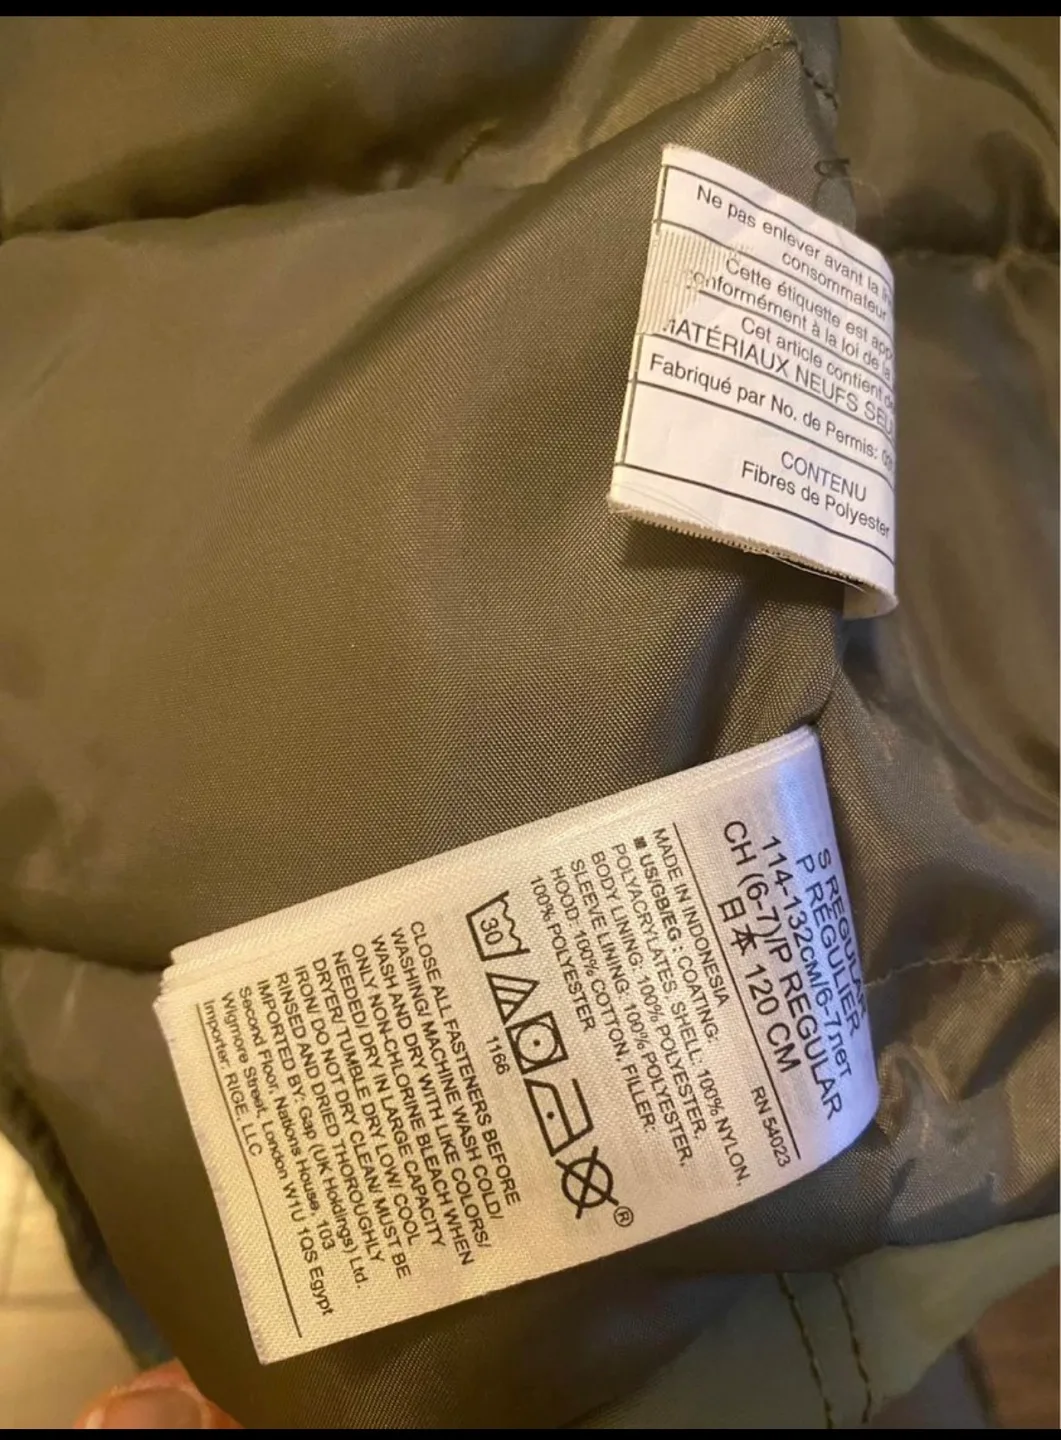 Ne pas enlever avant la
consommateur
Cette étiquette est
conformément à la loi de la
Cet article contient
MATÉRIAUX NEUFS
Fabriqué par No. de Permis:
CONTENU
Fibres de Polyester
S REGULAR
P RÉGULIER
114-132CM/6-7лет
CH (6-7)/P REGULAR
日本 120 CM
RN 54023
MADE IN INDONESIA
■ US/GB/EG : COATING:
POLYACRYLATES. SHELL: 100% NYLON.
BODY LINING: 100% POLYESTER.
SLEEVE LINING: 100% POLYESTER.
HOOD: 100% COTTON. FILLER:
100% POLYESTER
30
®
1166
CLOSE ALL FASTENERS BEFORE
WASHING/ MACHINE WASH COLD/
WASH AND DRY WITH LIKE COLORS/
ONLY NON-CHLORINE BLEACH WHEN
NEEDED/ DRY IN LARGE CAPACITY
DRYER/ TUMBLE DRY LOW/ COOL
IRON/ DO NOT DRY CLEAN/ MUST BE
RINSED AND DRIED THOROUGHLY
IMPORTED BY: Gap (UK Holdings) Ltd.
Second Floor, Nations House, 103
Wigmore Street, London W1U 1QS Egypt
Importer: RIGE, LLC